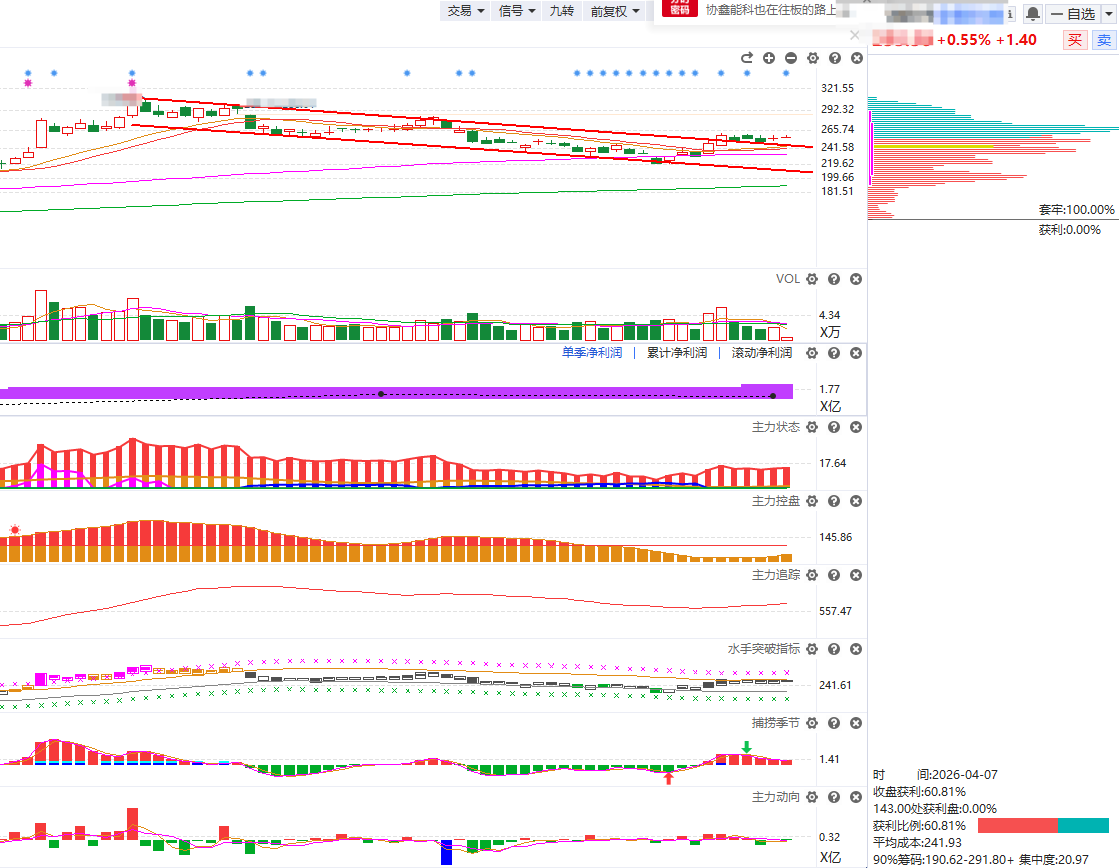 交易 信号 九转 前复权
分时
密码
协鑫能科也在往板的路上
自选
+0.55% +1.40
买 卖
321.55
292.32
265.74
241.58
219.62
199.66
181.51
套牢:100.00%
获利:0.00%
VOL
4.34
X万
单季净利润 | 累计净利润 | 滚动净利润
1.77
X亿
主力状态
17.64
主力控盘
145.86
主力追踪
557.47
水手突破指标
241.61
捕捞季节
1.41
主力动向
0.32
X亿
时 间:2026-04-07
收盘获利:60.81%
143.00处获利盘:0.00%
获利比例:60.81%
平均成本:241.93
90%筹码:190.62-291.80+ 集中度:20.97